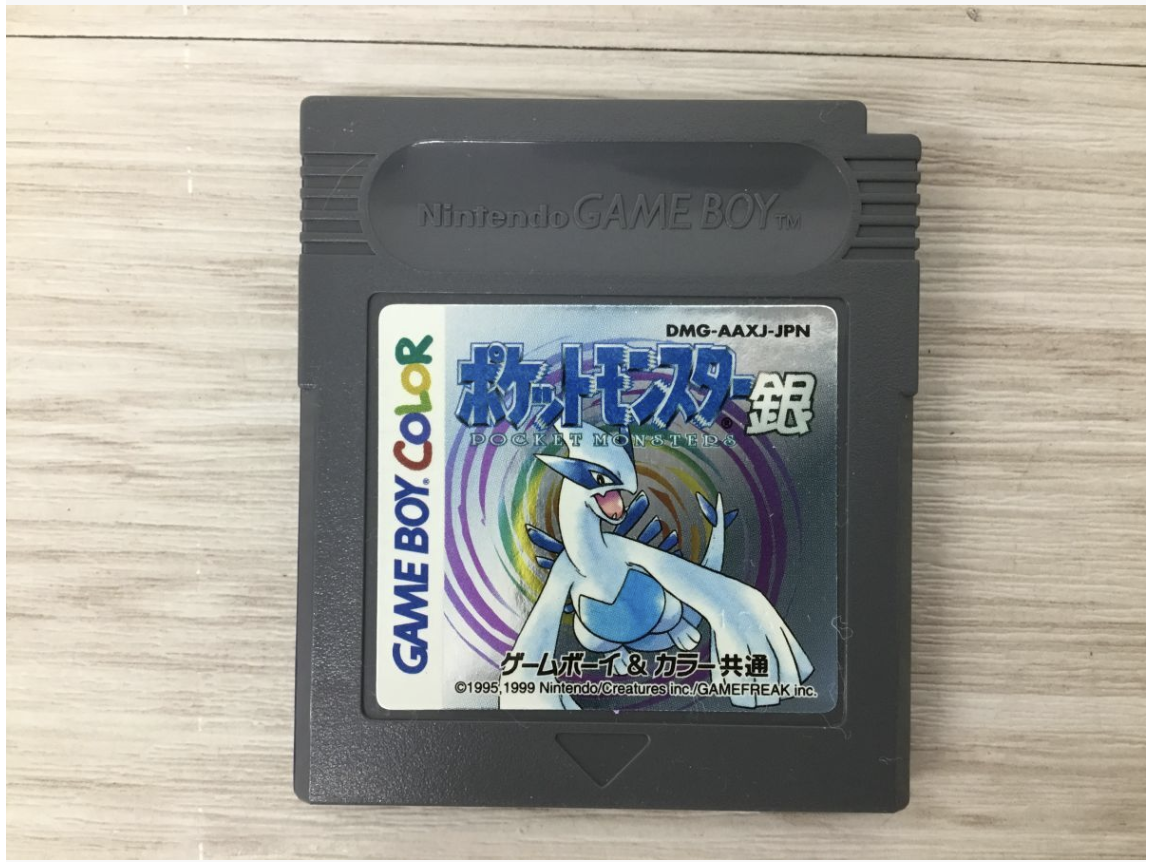 Nintendo GAME BOY TM
DMG-AAXJ-JPN
ポケットモンスター®銀
POCKET MONSTERS
GAME BOY® COLOR
ゲームボーイ & カラー共通
©1995,1999 Nintendo/Creatures inc./GAMEFREAK inc.